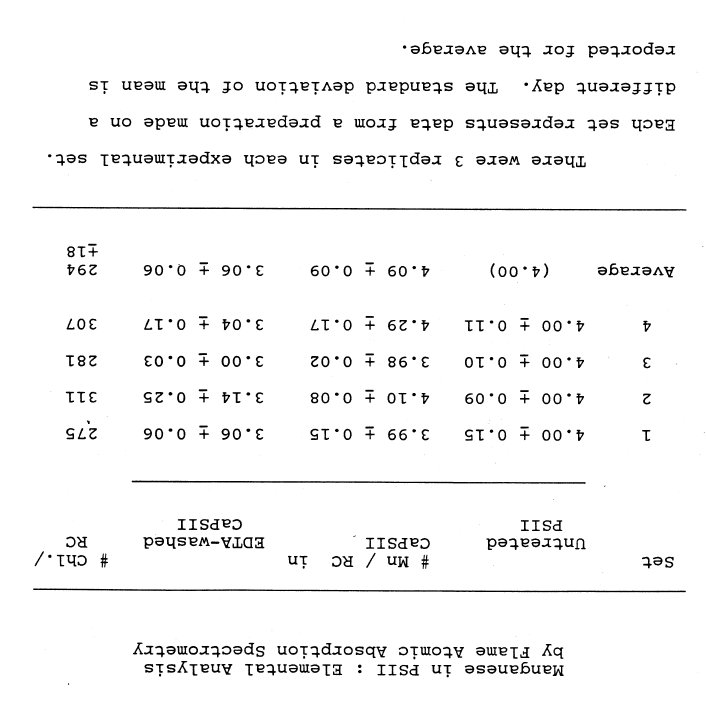 Manganese in PSII : Elemental Analysis
by Flame Atomic Absorption Spectrometry
Set # Mn / RC in # Chl./
Untreated CaPSII EDTA-washed RC
PSII CaPSII
1 4.00 ± 0.15 3.99 ± 0.15 3.06 ± 0.06 275
2 4.00 ± 0.09 4.10 ± 0.08 3.14 ± 0.25 311
3 4.00 ± 0.10 3.98 ± 0.02 3.00 ± 0.03 281
4 4.00 ± 0.11 4.29 ± 0.17 3.04 ± 0.17 307
Average (4.00) 4.09 ± 0.09 3.06 ± 0.06 294
±18
There were 3 replicates in each experimental set.
Each set represents data from a preparation made on a
different day. The standard deviation of the mean is
reported for the average.